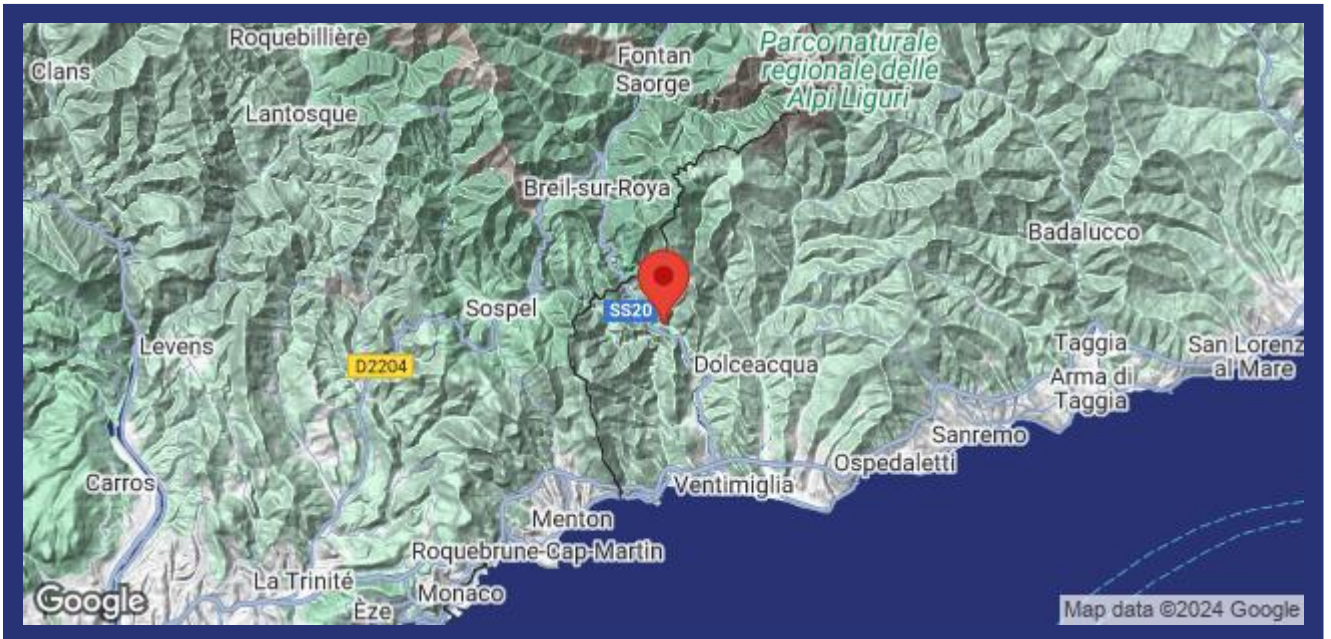 Roquebillière
Clans
Lantosque
Fontan
Saorge
Parco naturale
regionale delle
Alpi Liguri
Breil-sur-Roya
Badalucco
Sospel
SS20
Levens
D2204
Dolceacqua
Taggia
San Lorenz
al Mare
Arma di
Taggia
Sanremo
Ospedaletti
Carros
Ventimiglia
Menton
Roquebrune-Cap-Martin
La Trinité
Monaco
Èze
Google
Map data ©2024 Google